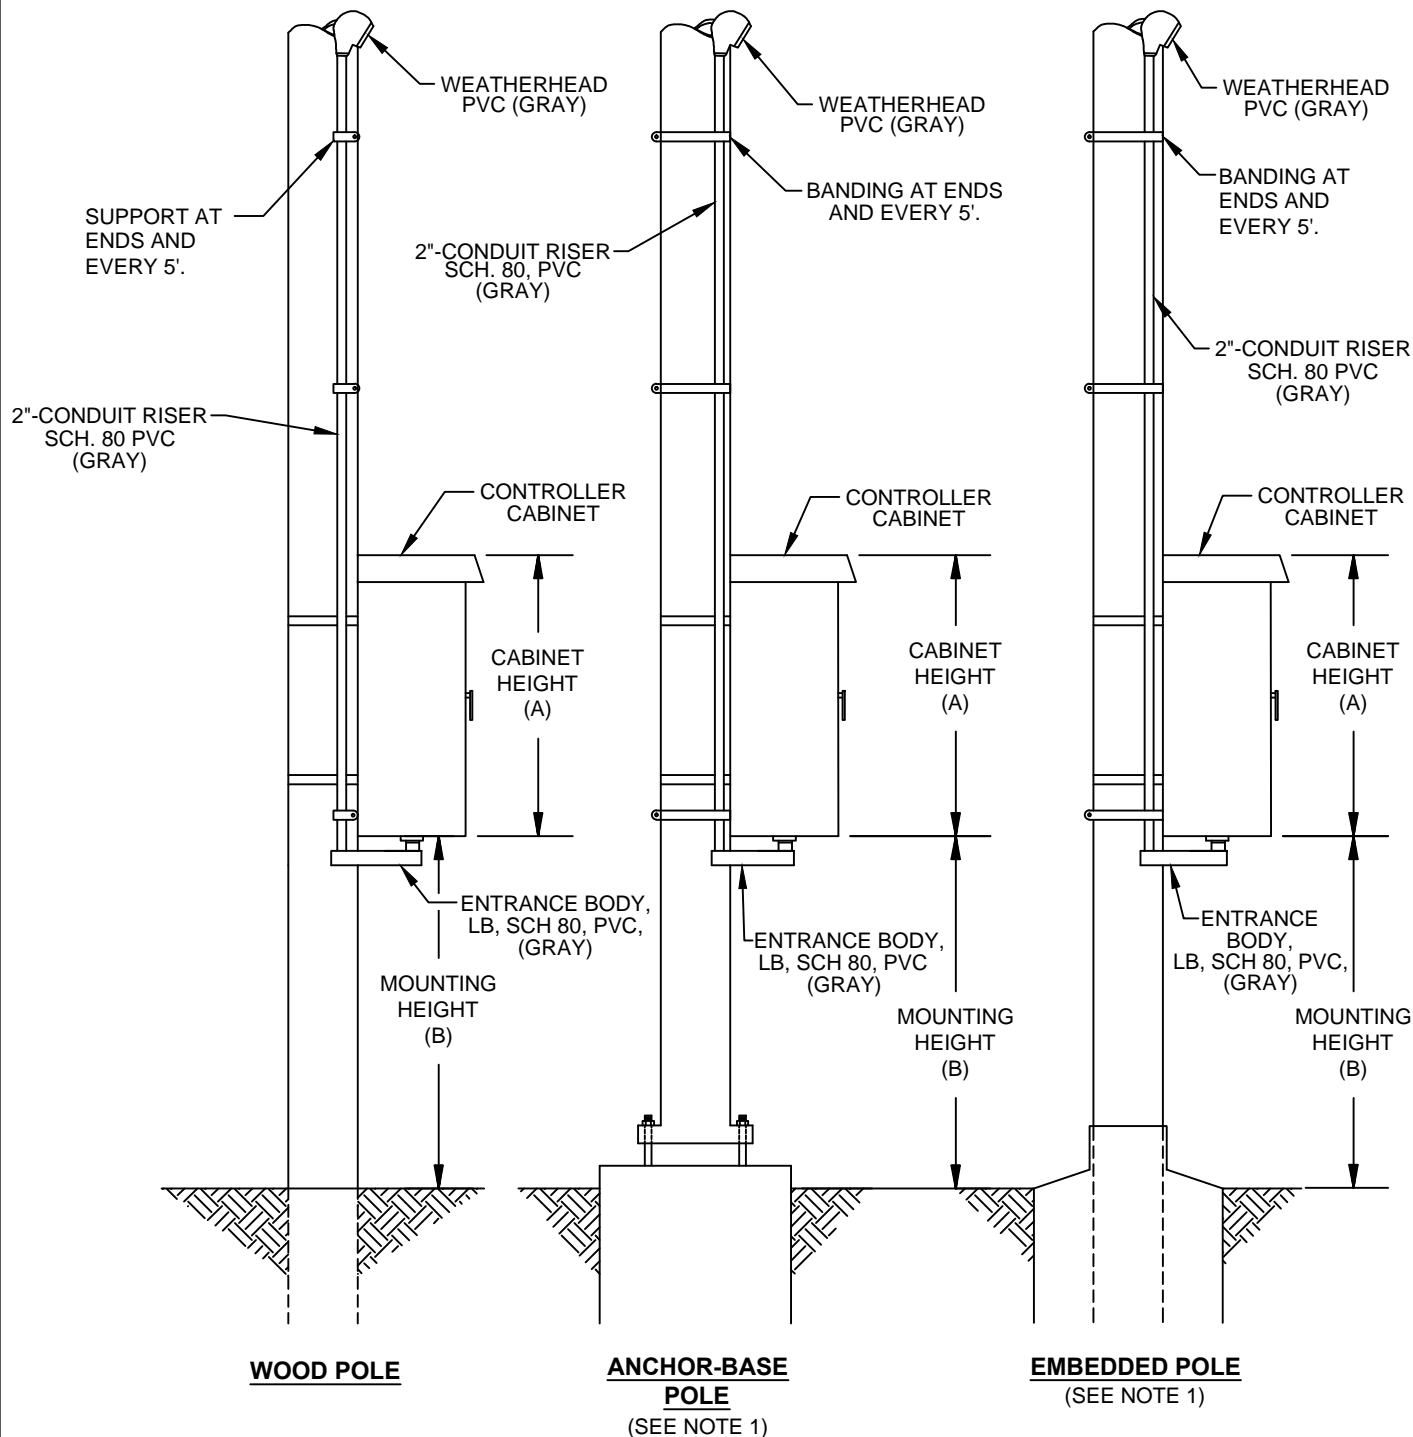 WEATHERHEAD
PVC (GRAY)
SUPPORT AT
ENDS AND
EVERY 5'.
2"-CONDUIT RISER
SCH. 80 PVC
(GRAY)
CONTROLLER
CABINET
CABINET
HEIGHT
(A)
ENTRANCE BODY,
LB, SCH 80, PVC,
(GRAY)
MOUNTING
HEIGHT
(B)
WOOD POLE
WEATHERHEAD
PVC (GRAY)
BANDING AT ENDS
AND EVERY 5'.
2"-CONDUIT RISER
SCH. 80, PVC
(GRAY)
CONTROLLER
CABINET
CABINET
HEIGHT
(A)
ENTRANCE BODY,
LB, SCH 80, PVC
(GRAY)
MOUNTING
HEIGHT
(B)
ANCHOR-BASE
POLE
(SEE NOTE 1)
WEATHERHEAD
PVC (GRAY)
BANDING AT
ENDS AND
EVERY 5'.
2"-CONDUIT RISER
SCH. 80 PVC
(GRAY)
CONTROLLER
CABINET
CABINET
HEIGHT
(A)
ENTRANCE
BODY,
LB, SCH 80, PVC,
(GRAY)
MOUNTING
HEIGHT
(B)
EMBEDDED POLE
(SEE NOTE 1)